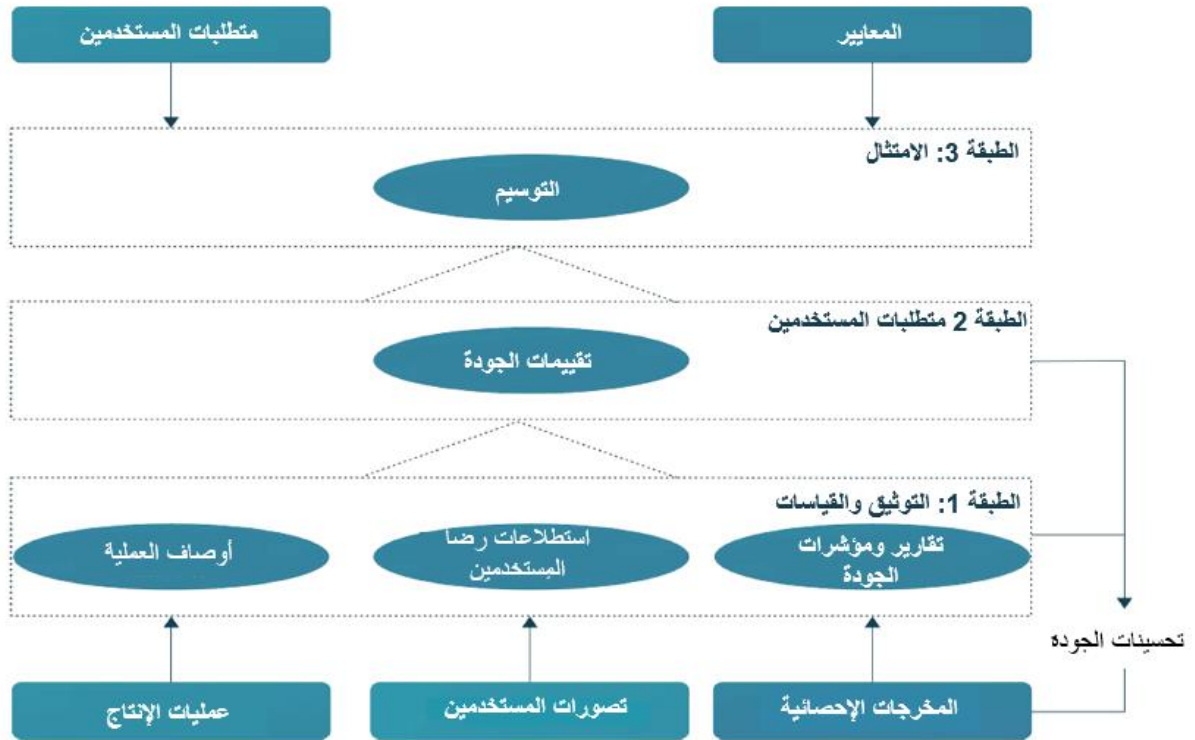 المعايير
متطلبات المستخدمين
الطبقة 3: الامتثال
التوسيم
الطبقة 2 متطلبات المستخدمين
تقييمات الجودة
الطبقة 1: التوثيق والقياسات
تقارير ومؤشرات
الجودة
استطلاعات رضا
المستخدمين
أوصاف العملية
تحسينات الجودة
المخرجات الإحصائية
تصورات المستخدمين
عمليات الإنتاج